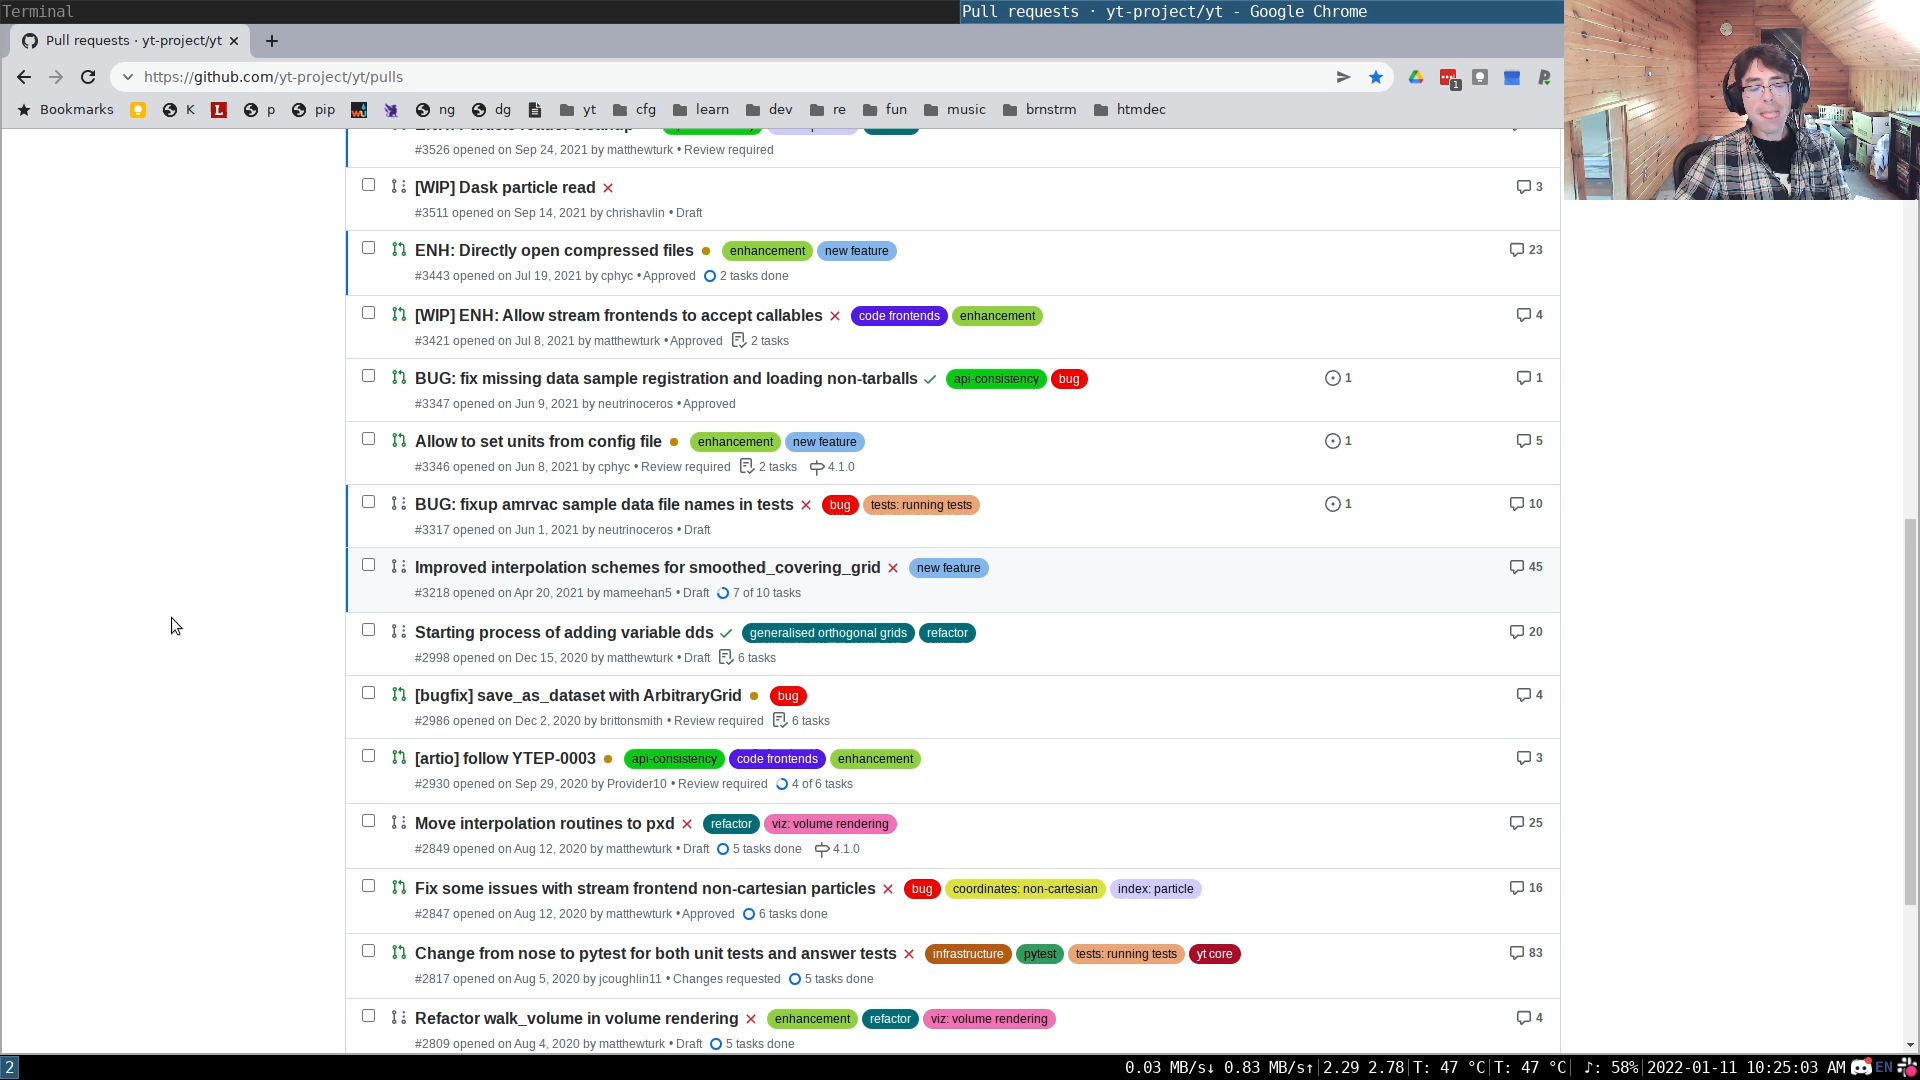 Terminal
Pull requests · yt-project/yt - Google Chrome
Pull requests · yt-project/yt
https://github.com/yt-project/yt/pulls
1
Bookmarks K L p pip ng dg yt cfg learn dev re fun music brnstrm htmdec
#3526 opened on Sep 24, 2021 by matthewturk • Review required
[WIP] Dask particle read 3
#3511 opened on Sep 14, 2021 by chrishavlin • Draft
ENH: Directly open compressed files enhancement new feature 23
#3443 opened on Jul 19, 2021 by cphyc • Approved 2 tasks done
[WIP] ENH: Allow stream frontends to accept callables code frontends enhancement 4
#3421 opened on Jul 8, 2021 by matthewturk • Approved 2 tasks
BUG: fix missing data sample registration and loading non-tarballs api-consistency bug 1 1
#3347 opened on Jun 9, 2021 by neutrinoceros • Approved
Allow to set units from config file enhancement new feature 1 5
#3346 opened on Jun 8, 2021 by cphyc • Review required 2 tasks 4.1.0
BUG: fixup amrvac sample data file names in tests bug tests: running tests 1 10
#3317 opened on Jun 1, 2021 by neutrinoceros • Draft
Improved interpolation schemes for smoothed_covering_grid new feature 45
#3218 opened on Apr 20, 2021 by mameehan5 • Draft 7 of 10 tasks
Starting process of adding variable dds generalised orthogonal grids refactor 20
#2998 opened on Dec 15, 2020 by matthewturk • Draft 6 tasks
[bugfix] save_as_dataset with ArbitraryGrid bug 4
#2986 opened on Dec 2, 2020 by brittonsmith • Review required 6 tasks
[artio] follow YTEP-0003 api-consistency code frontends enhancement 3
#2930 opened on Sep 29, 2020 by Provider10 • Review required 4 of 6 tasks
Move interpolation routines to pxd refactor viz: volume rendering 25
#2849 opened on Aug 12, 2020 by matthewturk • Draft 5 tasks done 4.1.0
Fix some issues with stream frontend non-cartesian particles bug coordinates: non-cartesian index: particle 16
#2847 opened on Aug 12, 2020 by matthewturk • Approved 6 tasks done
Change from nose to pytest for both unit tests and answer tests infrastructure pytest tests: running tests yt core 83
#2817 opened on Aug 5, 2020 by jcoughlin11 • Changes requested 5 tasks done
Refactor walk_volume in volume rendering enhancement refactor viz: volume rendering 4
#2809 opened on Aug 4, 2020 by matthewturk • Draft 5 tasks done
2 0.03 MB/s↓ 0.83 MB/s↑ 2.29 2.78 T: 47 °C T: 47 °C ♪: 58% 2022-01-11 10:25:03 AM EN